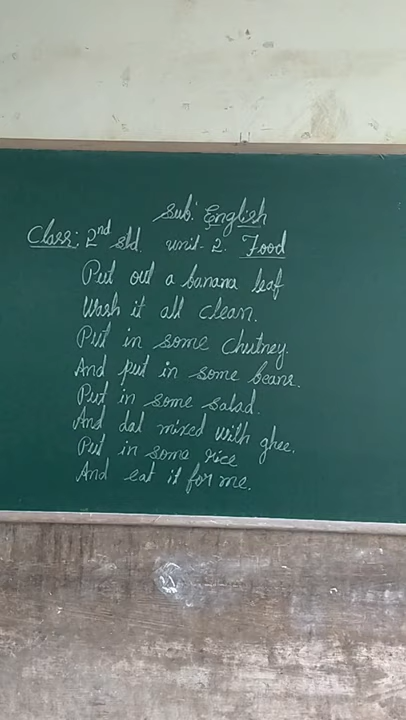 Sub: English
Class: 2nd std. unit-2. Food
Put out a banana leaf
Wash it all clean.
Put in some chutney.
And put in some beans.
Put in some salad.
And dal mixed with ghee.
Put in some rice
And eat it for me.